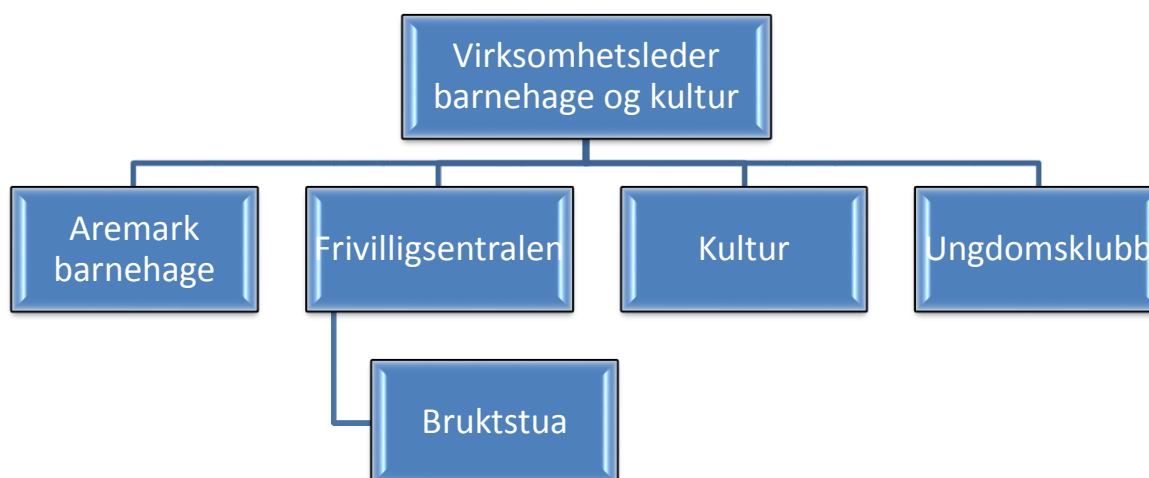 Virksomhetsleder
barnehage og kultur
Aremark
barnehage
Frivilligsentralen
Kultur
Ungdomsklubb
Bruktstua